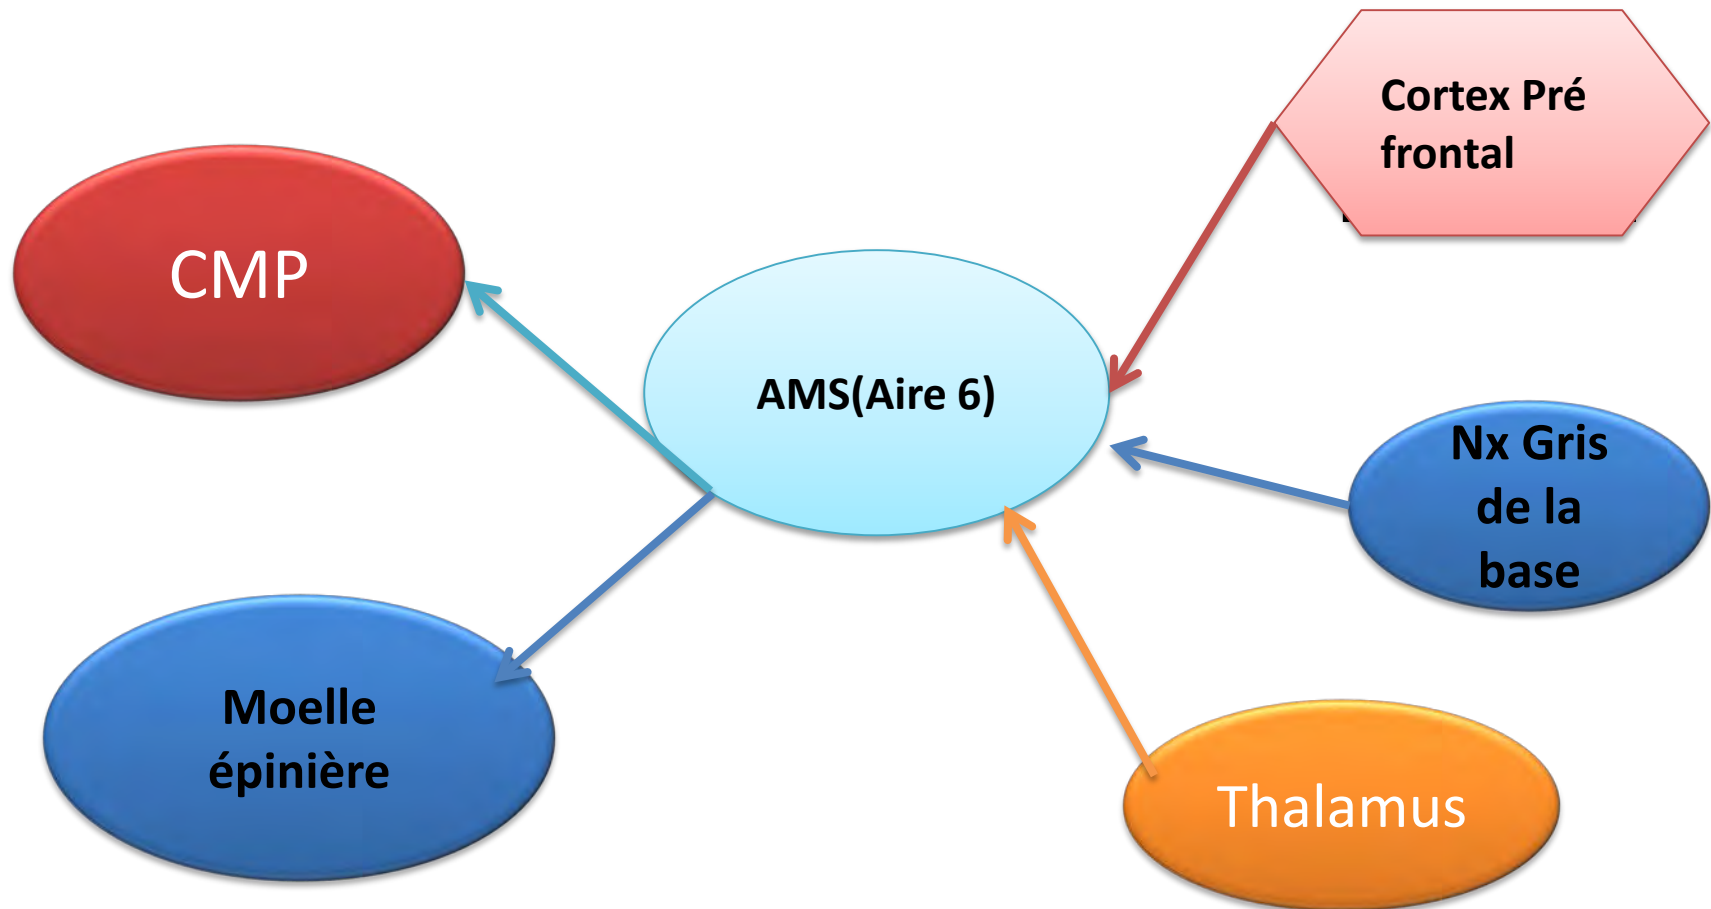 Cortex Pré
frontal
CMP
AMS(Aire 6)
Nx Gris
de la
base
Moelle
épinière
Thalamus